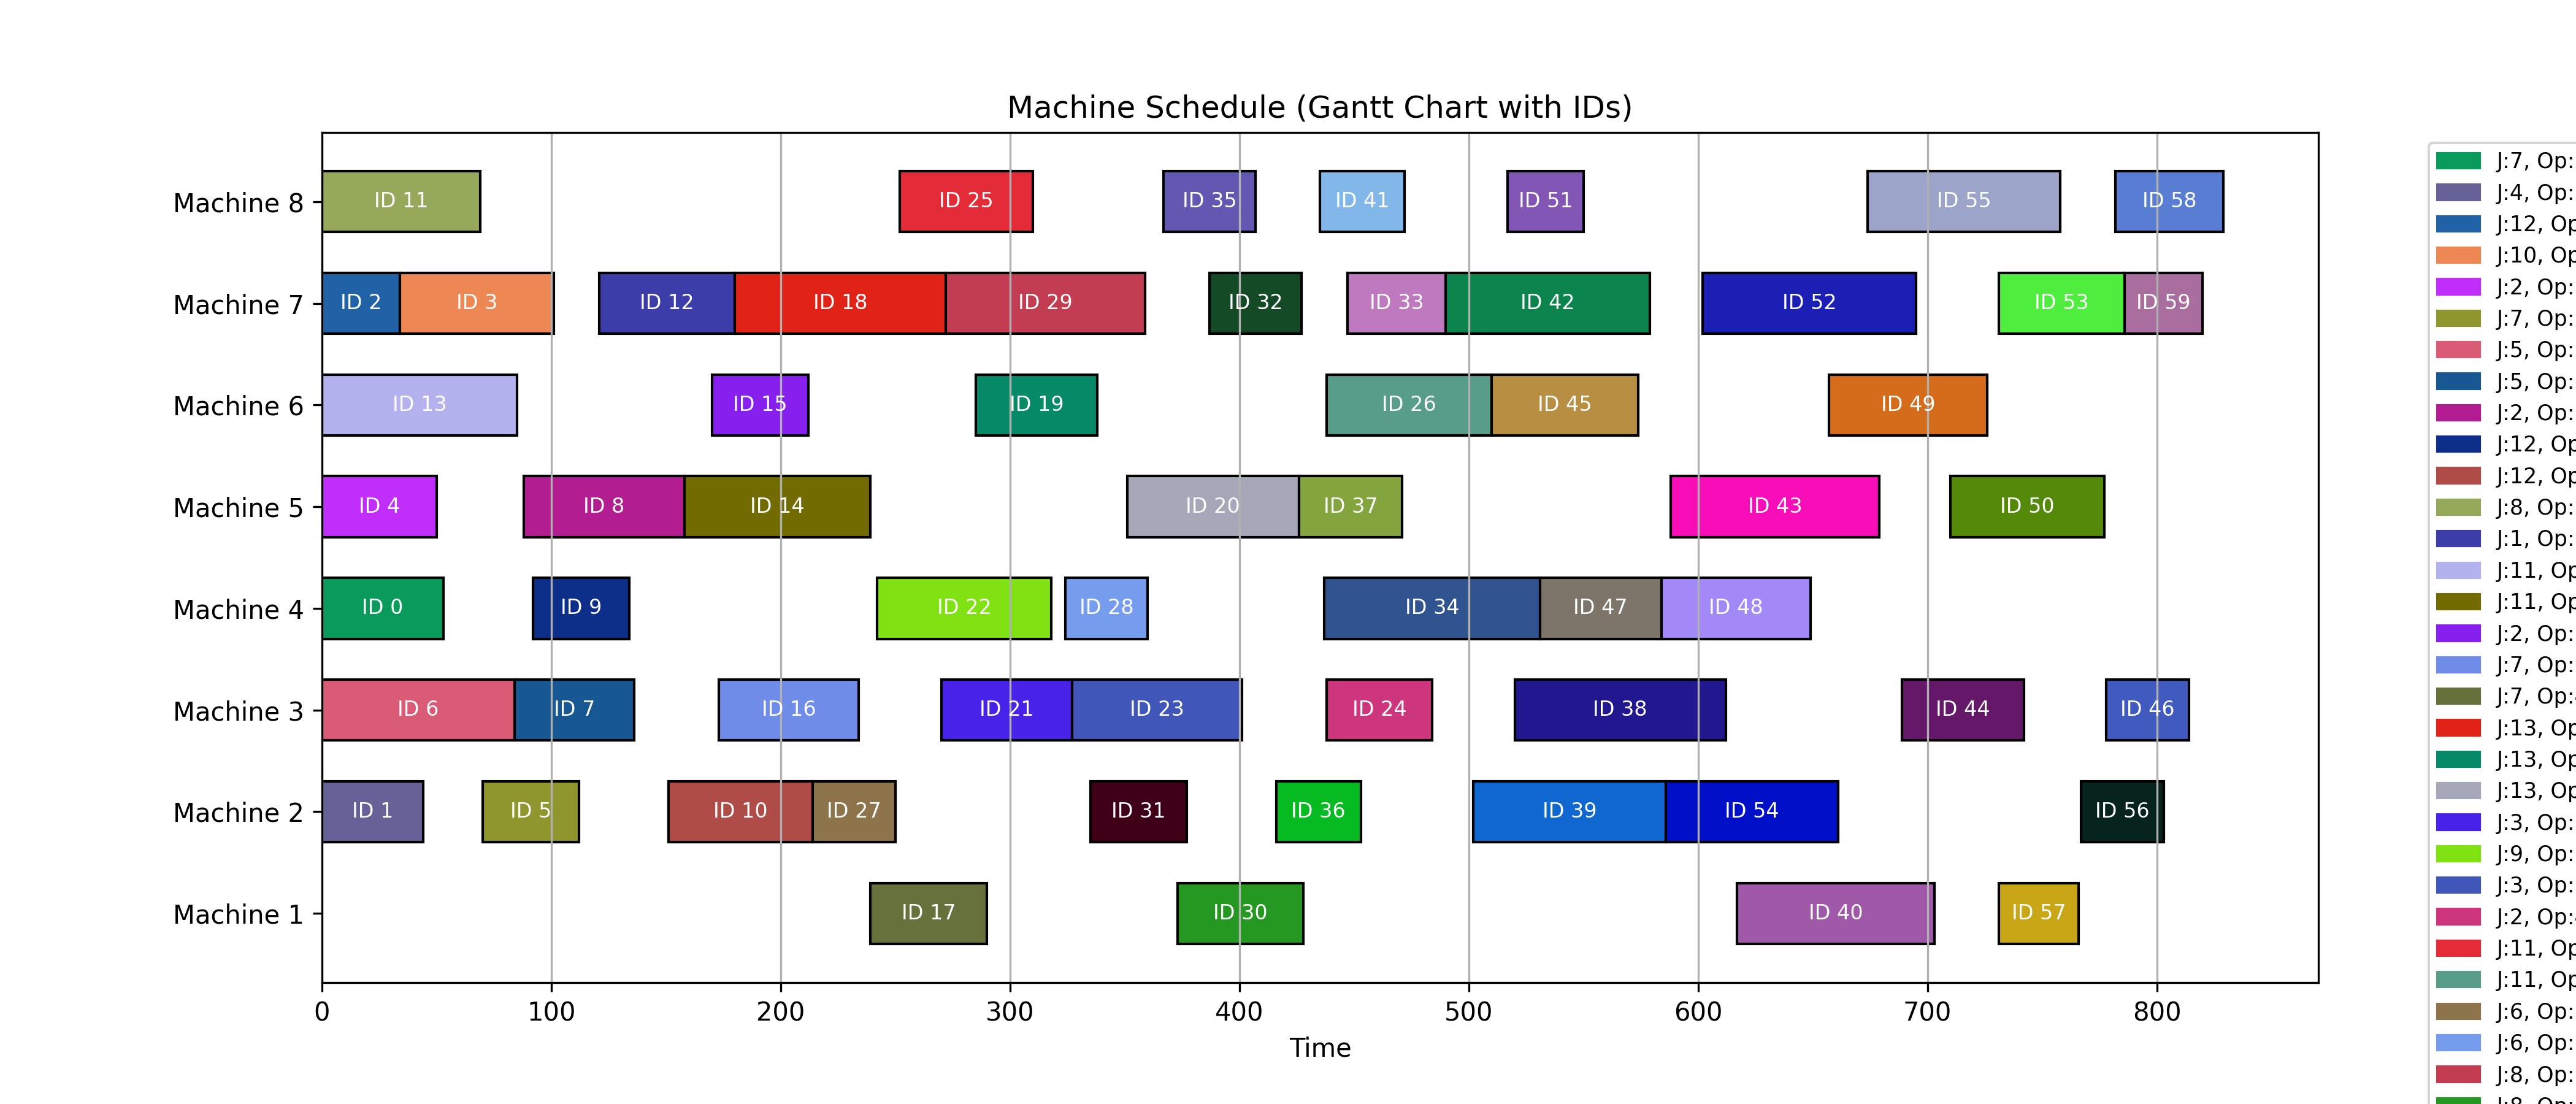 Machine Schedule (Gantt Chart with IDs)
Machine 8
ID 11
ID 25
ID 35
ID 41
ID 51
ID 55
ID 58
Machine 7
ID 2
ID 3
ID 12
ID 18
ID 29
ID 32
ID 33
ID 42
ID 52
ID 53
ID 59
Machine 6
ID 13
ID 15
ID 19
ID 26
ID 45
ID 49
Machine 5
ID 4
ID 8
ID 14
ID 20
ID 37
ID 43
ID 50
Machine 4
ID 0
ID 9
ID 22
ID 28
ID 34
ID 47
ID 48
Machine 3
ID 6
ID 7
ID 16
ID 21
ID 23
ID 24
ID 38
ID 44
ID 46
Machine 2
ID 1
ID 5
ID 10
ID 27
ID 31
ID 36
ID 39
ID 54
ID 56
Machine 1
ID 17
ID 30
ID 40
ID 57
0 100 200 300 400 500 600 700 800
Time
J:7, Op:
J:4, Op:
J:12, Op
J:10, Op
J:2, Op:
J:7, Op:
J:5, Op:
J:5, Op:
J:2, Op:
J:12, Op
J:12, Op
J:8, Op:
J:1, Op:
J:11, Op
J:11, Op
J:2, Op:
J:7, Op:
J:7, Op:
J:13, Op
J:13, Op
J:13, Op
J:3, Op:
J:9, Op:
J:3, Op:
J:2, Op:
J:11, Op
J:11, Op
J:6, Op:
J:6, Op:
J:8, Op:
J:8, Op: